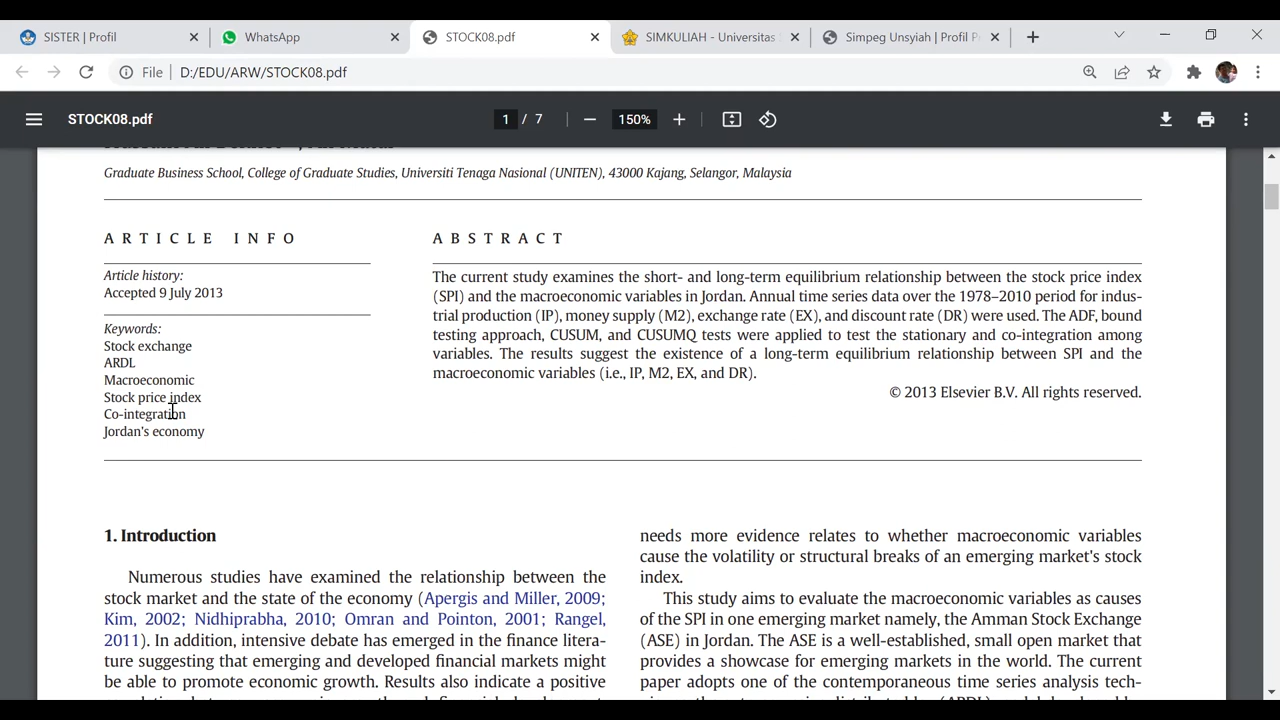 SISTER | Profil
WhatsApp
STOCK08.pdf
SIMKULIAH - Universitas
Simpeg Unsyiah | Profil P
File | D:/EDU/ARW/STOCK08.pdf
STOCK08.pdf
1 / 7
150%
Graduate Business School, College of Graduate Studies, Universiti Tenaga Nasional (UNITEN), 43000 Kajang, Selangor, Malaysia
ARTICLE INFO
Article history:
Accepted 9 July 2013
Keywords:
Stock exchange
ARDL
Macroeconomic
Stock price index
Co-integration
Jordan's economy
ABSTRACT
The current study examines the short- and long-term equilibrium relationship between the stock price index
(SPI) and the macroeconomic variables in Jordan. Annual time series data over the 1978–2010 period for indus-
trial production (IP), money supply (M2), exchange rate (EX), and discount rate (DR) were used. The ADF, bound
testing approach, CUSUM, and CUSUMQ tests were applied to test the stationary and co-integration among
variables. The results suggest the existence of a long-term equilibrium relationship between SPI and the
macroeconomic variables (i.e., IP, M2, EX, and DR).
© 2013 Elsevier B.V. All rights reserved.
1. Introduction
Numerous studies have examined the relationship between the
stock market and the state of the economy (Apergis and Miller, 2009;
Kim, 2002; Nidhiprabha, 2010; Omran and Pointon, 2001; Rangel,
2011). In addition, intensive debate has emerged in the finance litera-
ture suggesting that emerging and developed financial markets might
be able to promote economic growth. Results also indicate a positive
needs more evidence relates to whether macroeconomic variables
cause the volatility or structural breaks of an emerging market's stock
index.
This study aims to evaluate the macroeconomic variables as causes
of the SPI in one emerging market namely, the Amman Stock Exchange
(ASE) in Jordan. The ASE is a well-established, small open market that
provides a showcase for emerging markets in the world. The current
paper adopts one of the contemporaneous time series analysis tech-